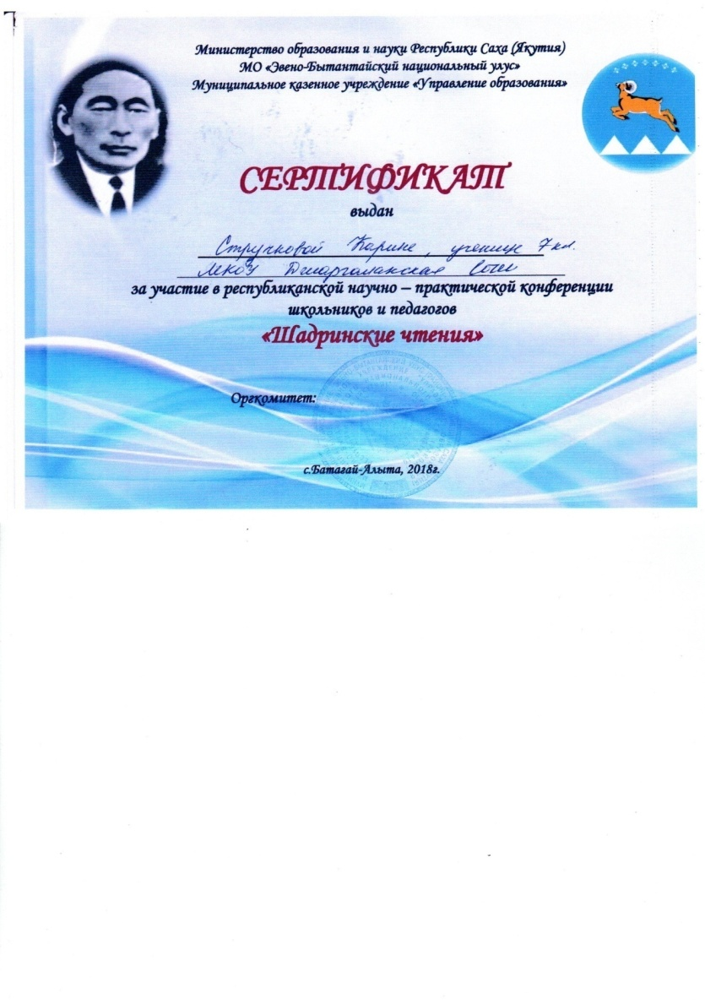 Министерство образования и науки Республики Саха (Якутия)
МО «Эвено-Бытантайский национальный улус»
Муниципальное казенное учреждение «Управление образования»
СЕРТИФИКАТ
выдан
Стручковой Карине, ученице 7 кл.
МКОУ Джаргалахская СОШ
за участие в республиканской научно – практической конференции
школьников и педагогов
«Шадринские чтения»
Оргкомитет:
с.Батагай-Алыта, 2018г.